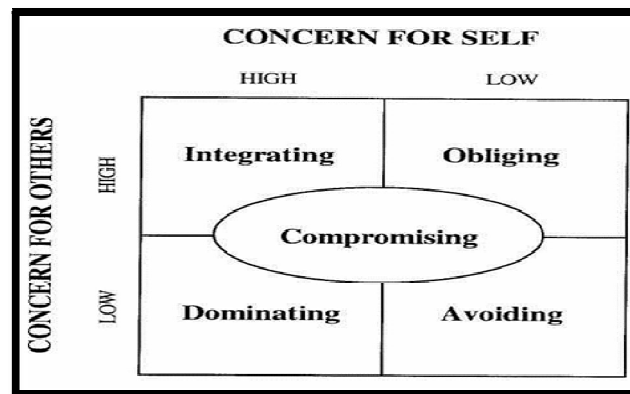 CONCERN FOR SELF
HIGH LOW
CONCERN FOR OTHERS
HIGH
Integrating Obliging
Compromising
LOW
Dominating Avoiding